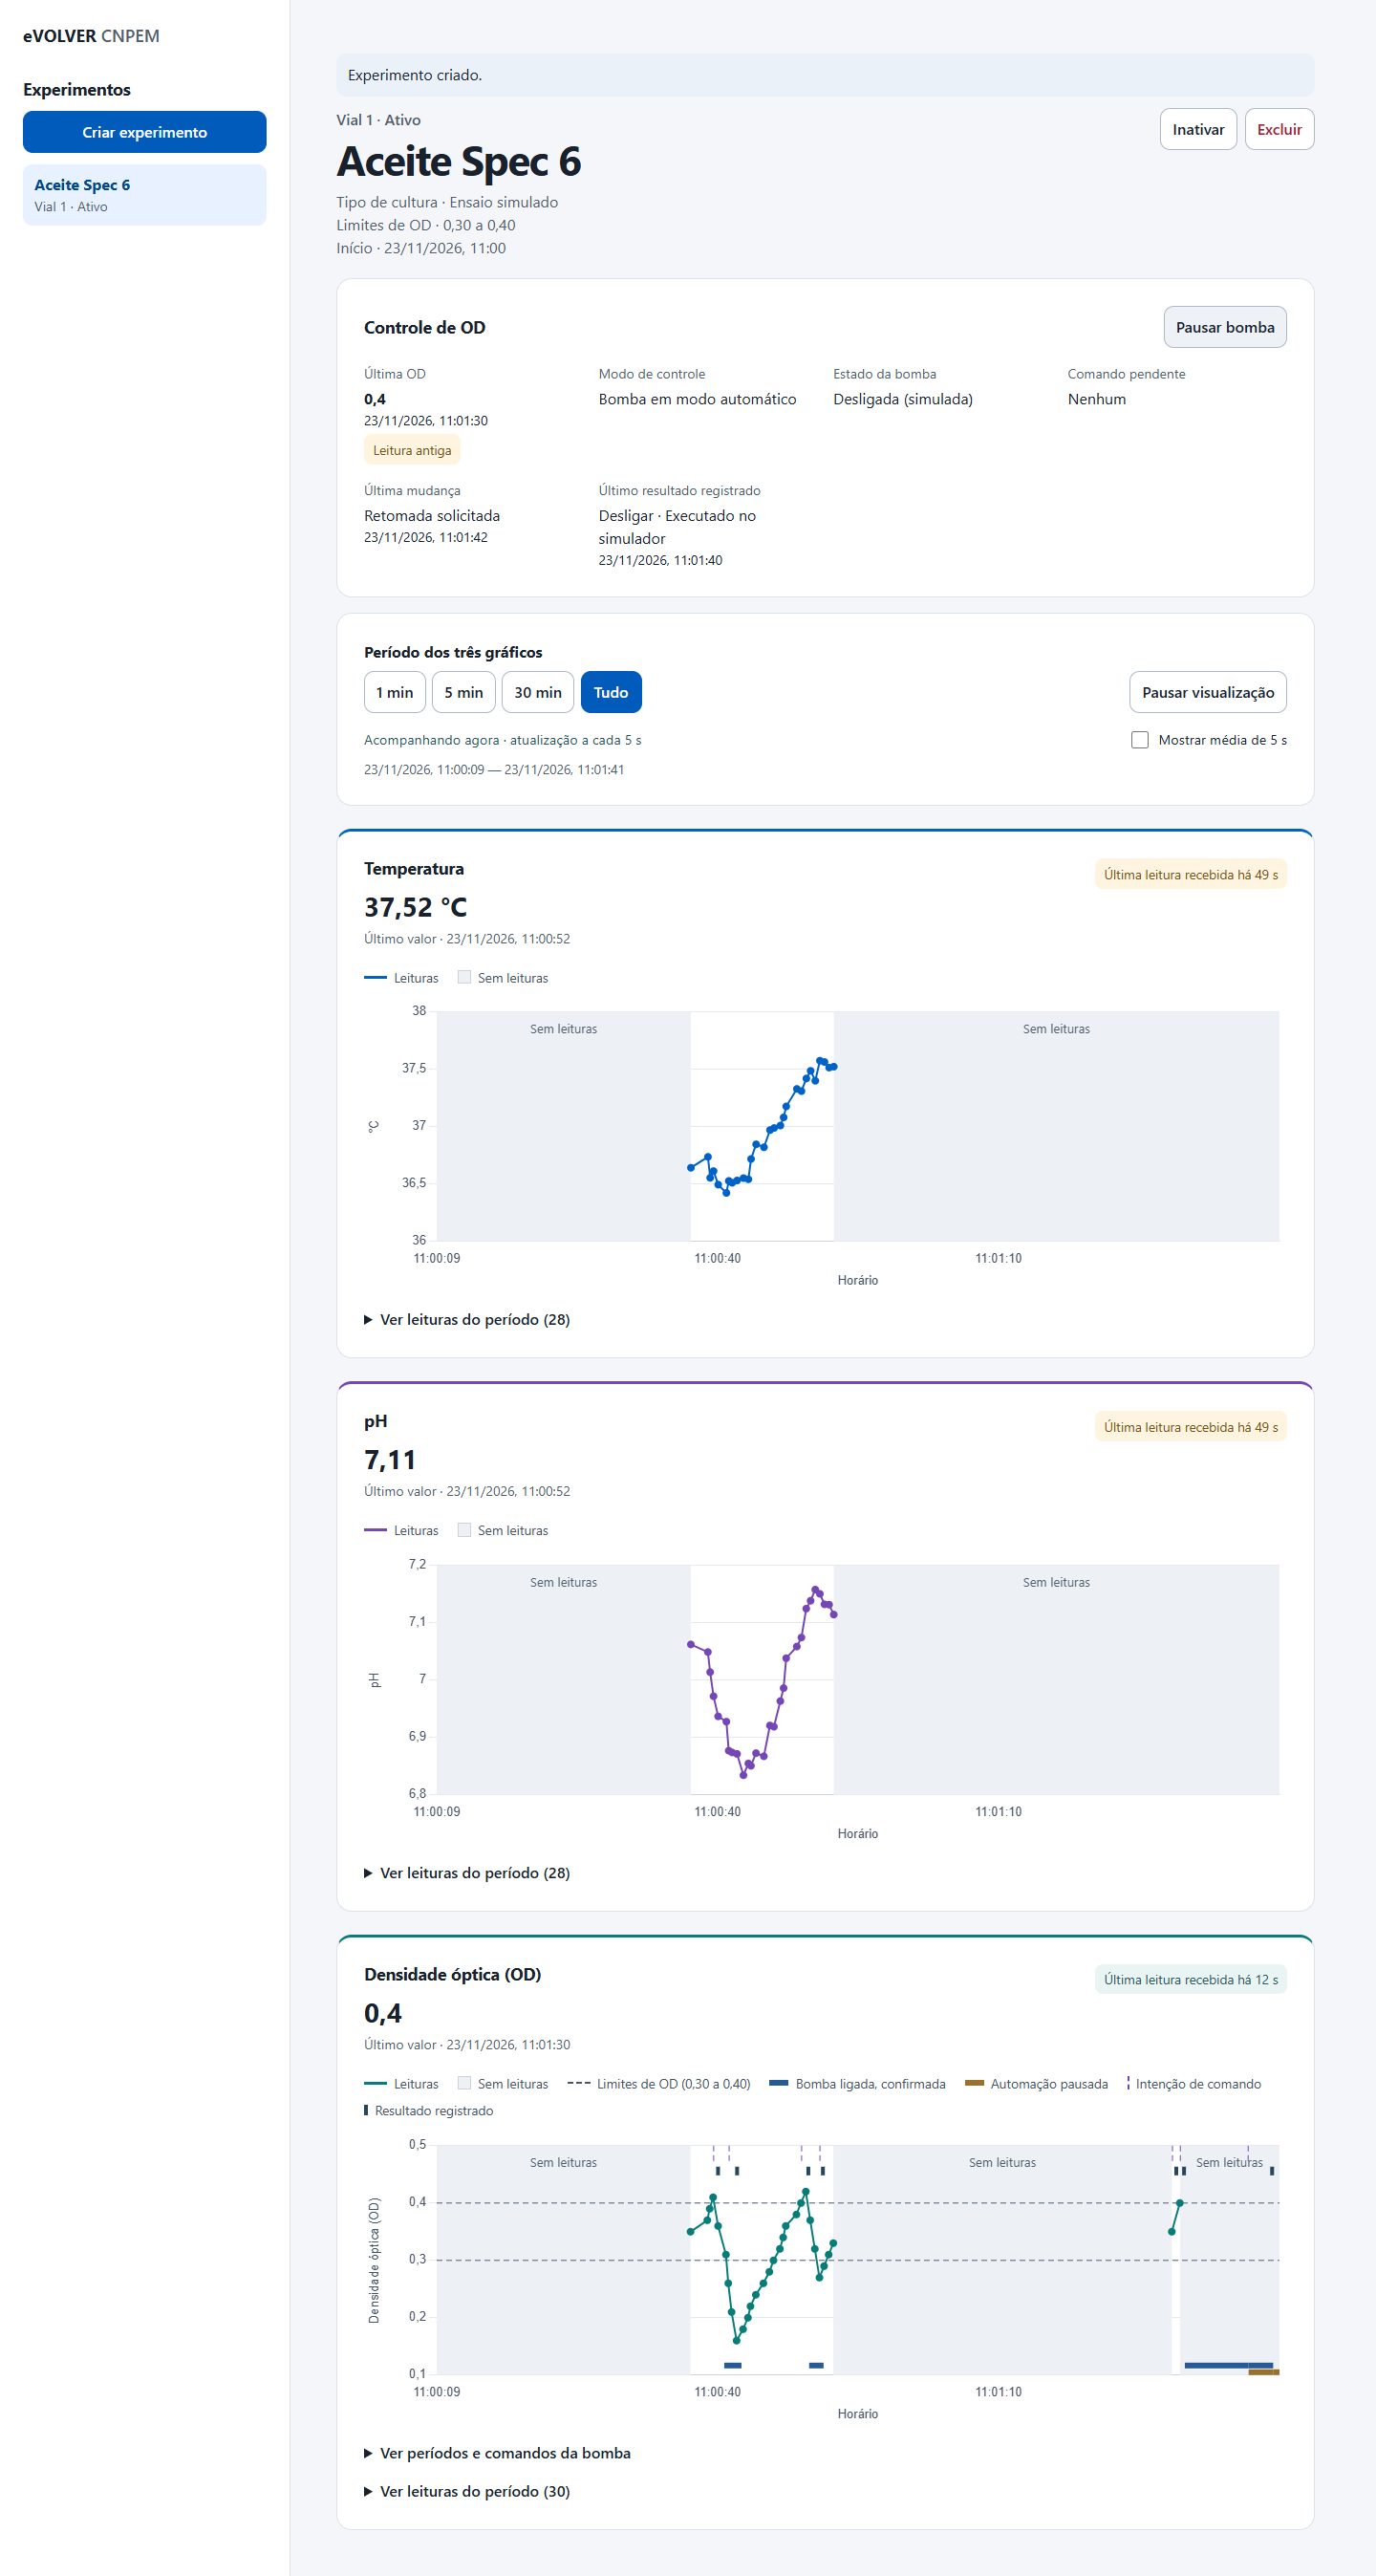 eVOLVER CNPEM
Experimentos
Criar experimento
Aceite Spec 6
Vial 1 · Ativo
Experimento criado.
Vial 1 · Ativo
Inativar
Excluir
Aceite Spec 6
Tipo de cultura · Ensaio simulado
Limites de OD · 0,30 a 0,40
Início · 23/11/2026, 11:00
Controle de OD
Pausar bomba
Última OD
0,4
23/11/2026, 11:01:30
Leitura antiga
Modo de controle
Bomba em modo automático
Estado da bomba
Desligada (simulada)
Comando pendente
Nenhum
Última mudança
Retomada solicitada
23/11/2026, 11:01:42
Último resultado registrado
Desligar · Executado no
simulador
23/11/2026, 11:01:40
Período dos três gráficos
1 min
5 min
30 min
Tudo
Pausar visualização
Acompanhando agora · atualização a cada 5 s
Mostrar média de 5 s
23/11/2026, 11:00:09 — 23/11/2026, 11:01:41
Temperatura
Última leitura recebida há 49 s
37,52 °C
Último valor · 23/11/2026, 11:00:52
Leituras
Sem leituras
38
37,5
37
36,5
36
°C
Sem leituras
Sem leituras
11:00:09
11:00:40
11:01:10
Horário
Ver leituras do período (28)
pH
Última leitura recebida há 49 s
7,11
Último valor · 23/11/2026, 11:00:52
Leituras
Sem leituras
7,2
7,1
7
6,9
6,8
pH
Sem leituras
Sem leituras
11:00:09
11:00:40
11:01:10
Horário
Ver leituras do período (28)
Densidade óptica (OD)
Última leitura recebida há 12 s
0,4
Último valor · 23/11/2026, 11:01:30
Leituras
Sem leituras
Limites de OD (0,30 a 0,40)
Bomba ligada, confirmada
Automação pausada
Intenção de comando
Resultado registrado
0,5
0,4
0,3
0,2
0,1
Densidade óptica (OD)
Sem leituras
Sem leituras
Sem leituras
11:00:09
11:00:40
11:01:10
Horário
Ver períodos e comandos da bomba
Ver leituras do período (30)